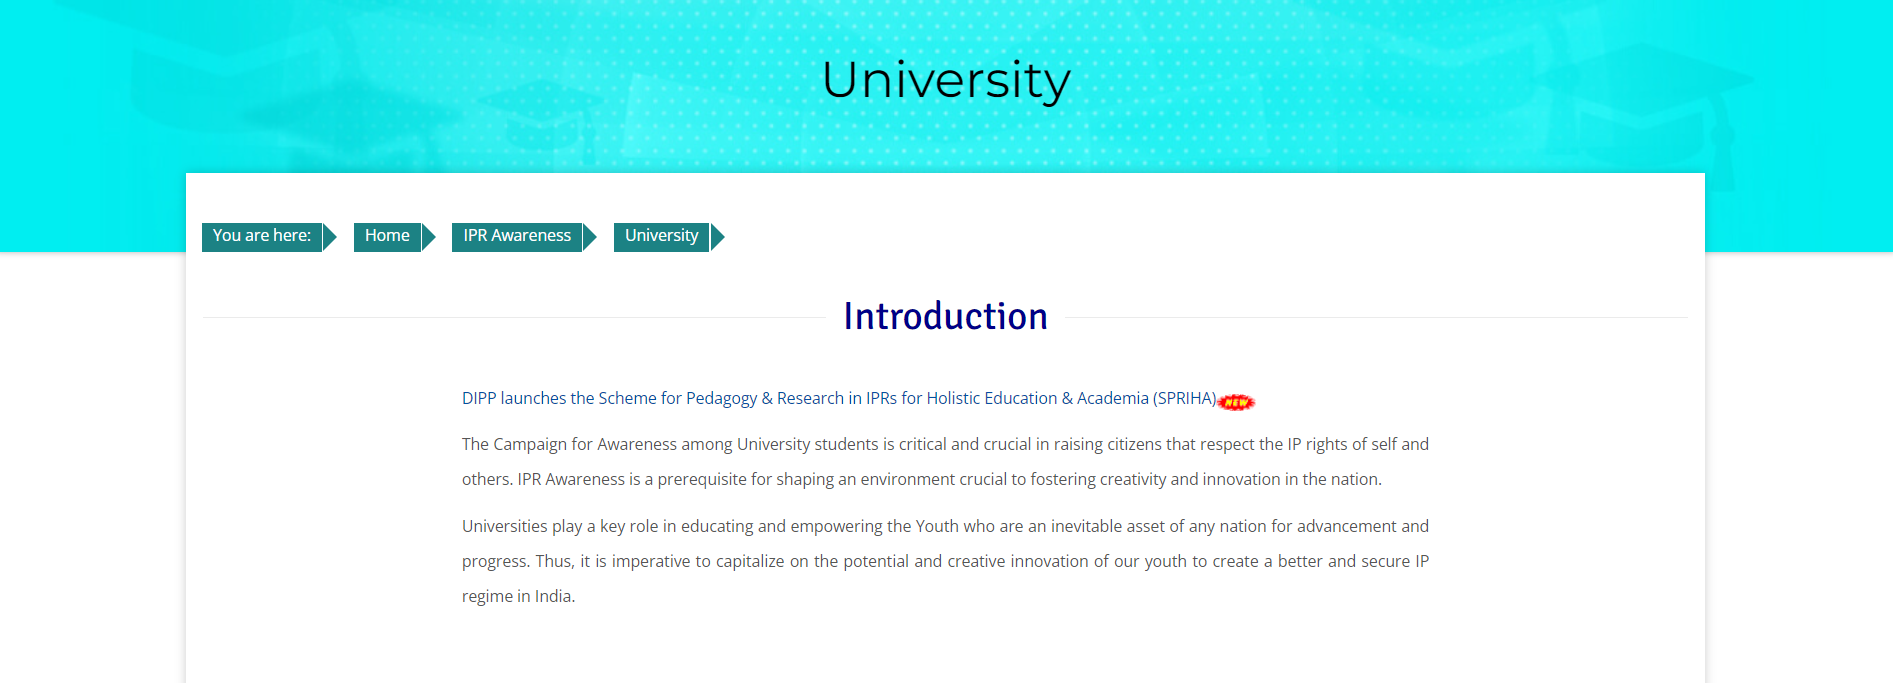 University
You are here: Home IPR Awareness University
Introduction
DIPP launches the Scheme for Pedagogy & Research in IPRs for Holistic Education & Academia (SPRIHA) NEW
The Campaign for Awareness among University students is critical and crucial in raising citizens that respect the IP rights of self and
others. IPR Awareness is a prerequisite for shaping an environment crucial to fostering creativity and innovation in the nation.
Universities play a key role in educating and empowering the Youth who are an inevitable asset of any nation for advancement and
progress. Thus, it is imperative to capitalize on the potential and creative innovation of our youth to create a better and secure IP
regime in India.